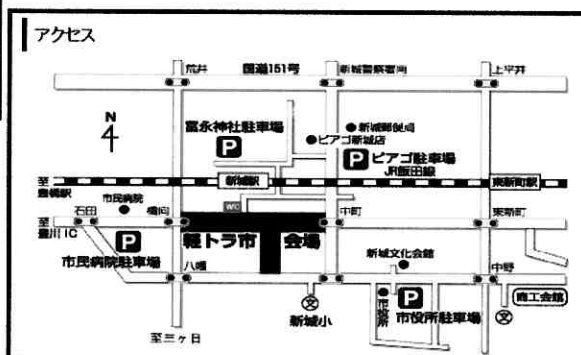 アクセス
荒井
国道151号
新城警察署南
上平井
N
富永神社駐車場
P
新城郵便局
ピアゴ新城店
P
ピアゴ駐車場
JR飯田線
至
豊橋駅
新城駅
東新町駅
市民病院
WC
石田
橋向
中町
東新町
至
豊川IC
軽トラ市 会場
P
市民病院駐車場
八幡
新城文化会館
中野
市役所
P
市役所駐車場
商工会館
文
新城小
文
至三ヶ日